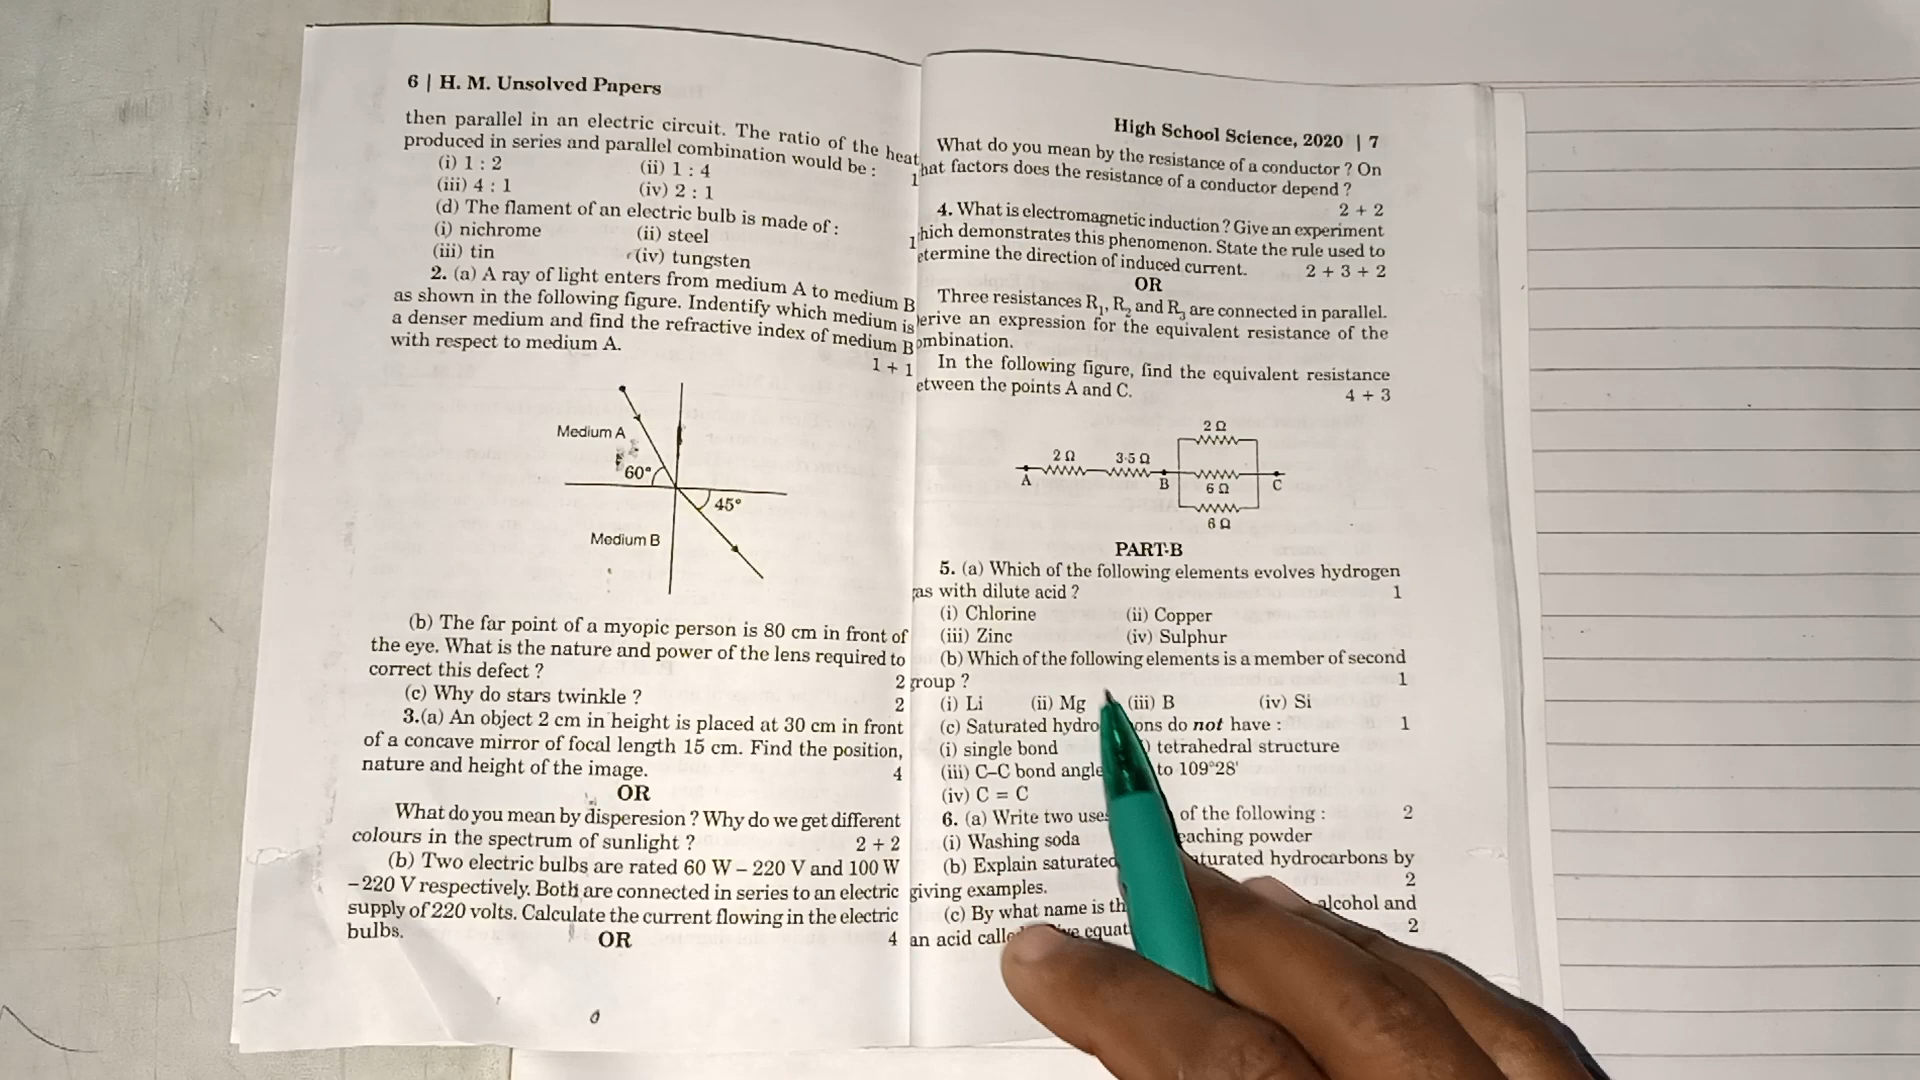 6 | H. M. Unsolved Papers
then parallel in an electric circuit. The ratio of the heat
produced in series and parallel combination would be : 1
(i) 1 : 2 (ii) 1 : 4
(iii) 4 : 1 (iv) 2 : 1
(d) The flament of an electric bulb is made of : 1
(i) nichrome (ii) steel
(iii) tin (iv) tungsten
2. (a) A ray of light enters from medium A to medium B
as shown in the following figure. Indentify which medium is
a denser medium and find the refractive index of medium B
with respect to medium A. 1 + 1
Medium A
60°
45°
Medium B
(b) The far point of a myopic person is 80 cm in front of
the eye. What is the nature and power of the lens required to
correct this defect ? 2
(c) Why do stars twinkle ? 2
3.(a) An object 2 cm in height is placed at 30 cm in front
of a concave mirror of focal length 15 cm. Find the position,
nature and height of the image. 4
OR
What do you mean by disperesion ? Why do we get different
colours in the spectrum of sunlight ? 2 + 2
(b) Two electric bulbs are rated 60 W – 220 V and 100 W
– 220 V respectively. Both are connected in series to an electric
supply of 220 volts. Calculate the current flowing in the electric
bulbs. 4
OR
High School Science, 2020 | 7
What do you mean by the resistance of a conductor ? On
hat factors does the resistance of a conductor depend ?
2 + 2
4. What is electromagnetic induction ? Give an experiment
hich demonstrates this phenomenon. State the rule used to
etermine the direction of induced current. 2 + 3 + 2
OR
Three resistances R₁, R₂ and R₃ are connected in parallel.
erive an expression for the equivalent resistance of the
ombination.
In the following figure, find the equivalent resistance
etween the points A and C. 4 + 3
2 Ω
2 Ω 3·5 Ω
A B 6 Ω C
6 Ω
PART-B
5. (a) Which of the following elements evolves hydrogen
as with dilute acid ? 1
(i) Chlorine (ii) Copper
(iii) Zinc (iv) Sulphur
(b) Which of the following elements is a member of second
group ? 1
(i) Li (ii) Mg (iii) B (iv) Si
(c) Saturated hydro ons do not have : 1
(i) single bond ) tetrahedral structure
(iii) C–C bond angle to 109°28'
(iv) C = C
6. (a) Write two uses of the following : 2
(i) Washing soda eaching powder
(b) Explain saturated aturated hydrocarbons by
giving examples. 2
(c) By what name is th alcohol and
an acid calle equat 2